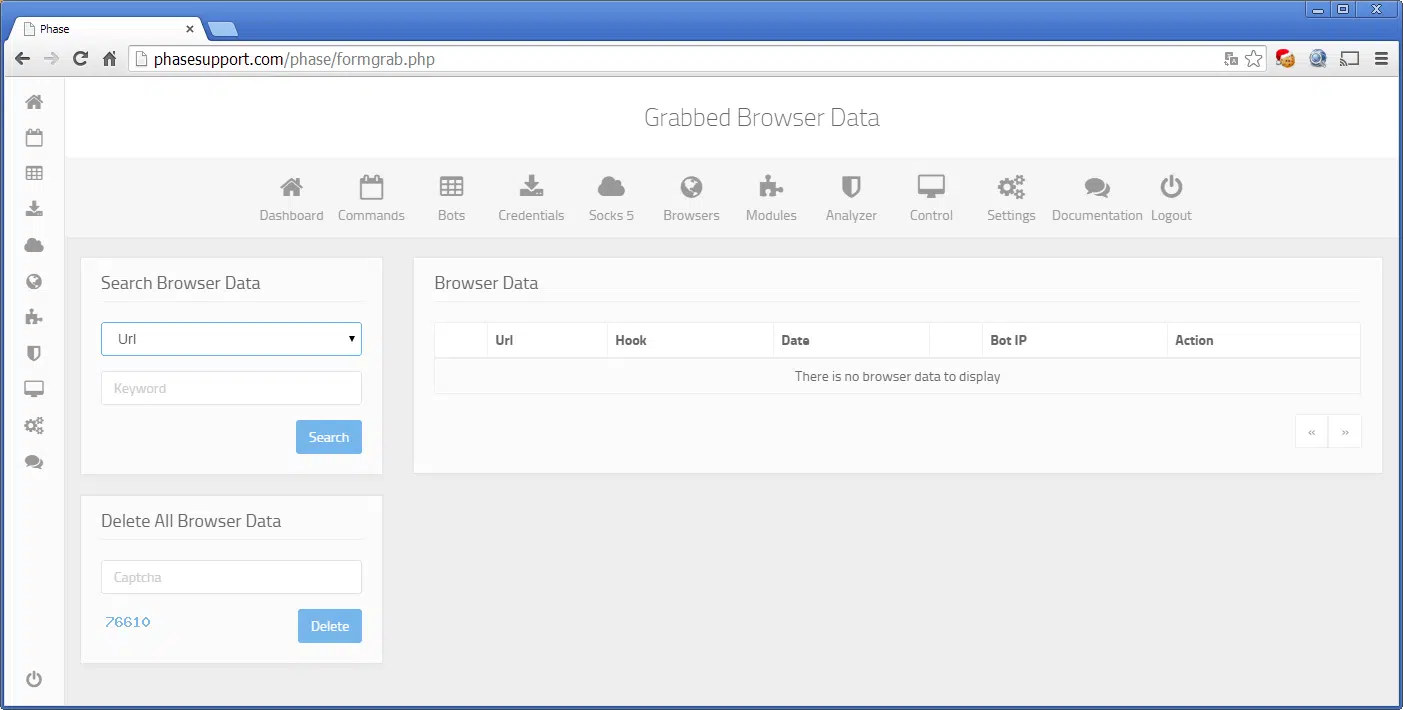 Phase
phasesupport.com/phase/formgrab.php
Grabbed Browser Data
Dashboard Commands Bots Credentials Socks 5 Browsers Modules Analyzer Control Settings Documentation Logout
Search Browser Data
Url
Keyword
Search
Browser Data
Url Hook Date Bot IP Action
There is no browser data to display
« »
Delete All Browser Data
Captcha
76610
Delete